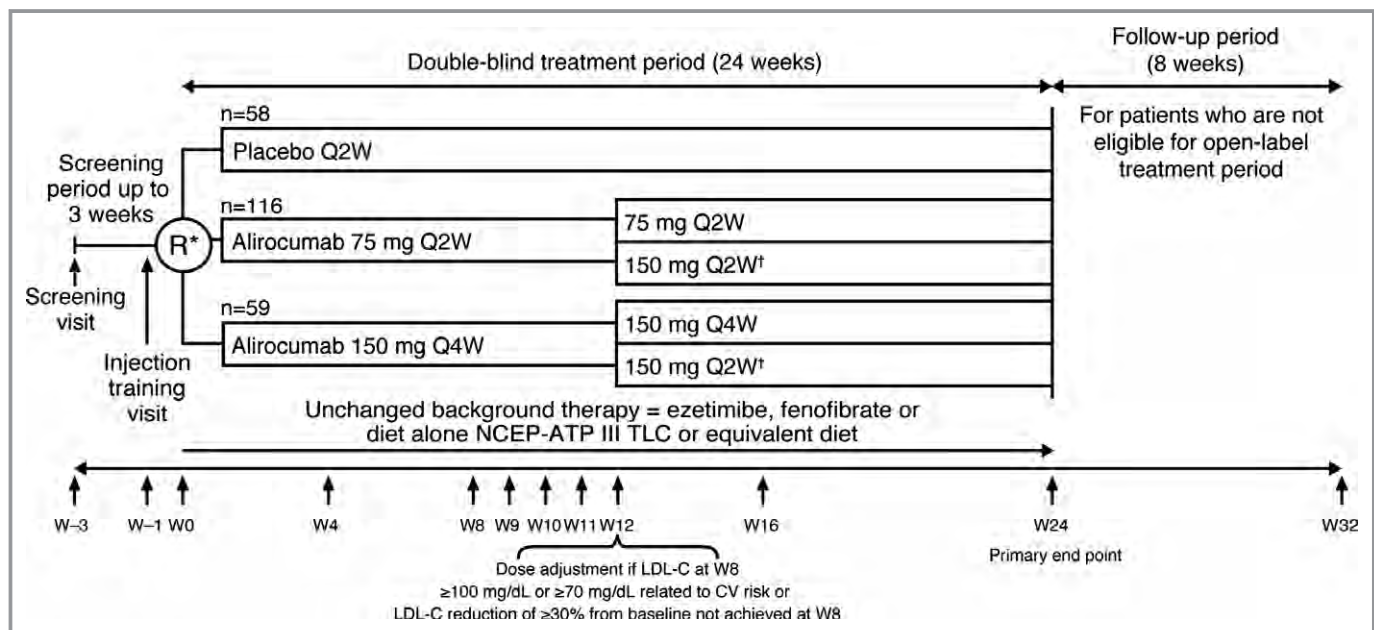 Double-blind treatment period (24 weeks)
Follow-up period
(8 weeks)
For patients who are not
eligible for open-label
treatment period
Screening
period up to
3 weeks
R*
n=58
Placebo Q2W
n=116
Alirocumab 75 mg Q2W
75 mg Q2W
150 mg Q2W†
n=59
Alirocumab 150 mg Q4W
150 mg Q4W
150 mg Q2W†
Screening
visit
Injection
training
visit
Unchanged background therapy = ezetimibe, fenofibrate or
diet alone NCEP-ATP III TLC or equivalent diet
W–3 W–1 W0 W4 W8 W9 W10 W11 W12 W16 W24 W32
Primary end point
Dose adjustment if LDL-C at W8
≥100 mg/dL or ≥70 mg/dL related to CV risk or
LDL-C reduction of ≥30% from baseline not achieved at W8